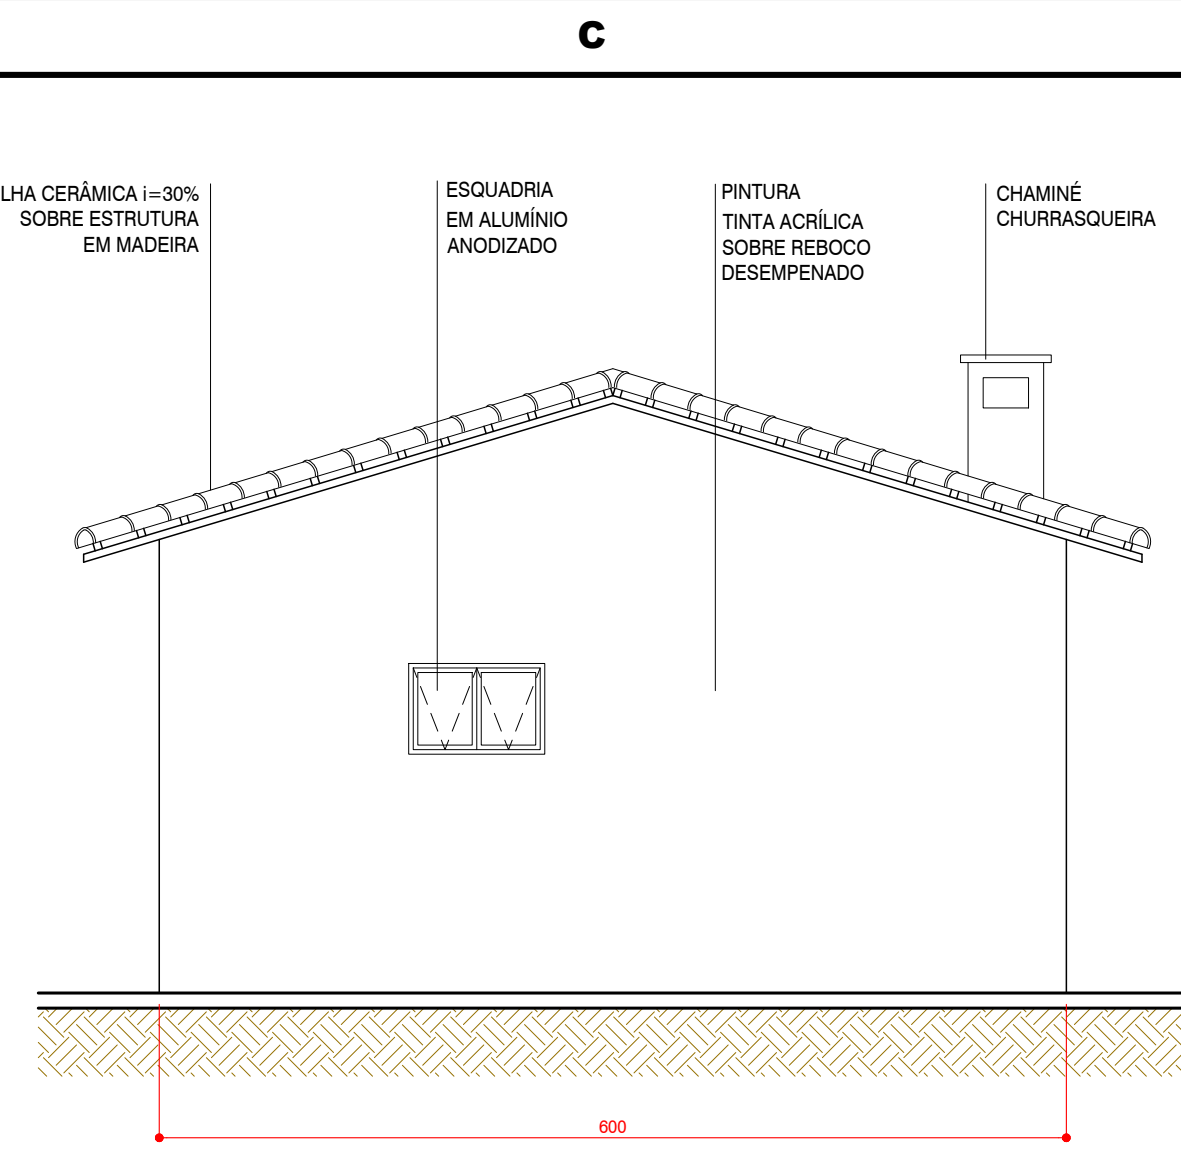 C
LHA CERÂMICA i=30%
SOBRE ESTRUTURA
EM MADEIRA
ESQUADRIA
EM ALUMÍNIO
ANODIZADO
PINTURA
TINTA ACRÍLICA
SOBRE REBOCO
DESEMPENADO
CHAMINÉ
CHURRASQUEIRA
600